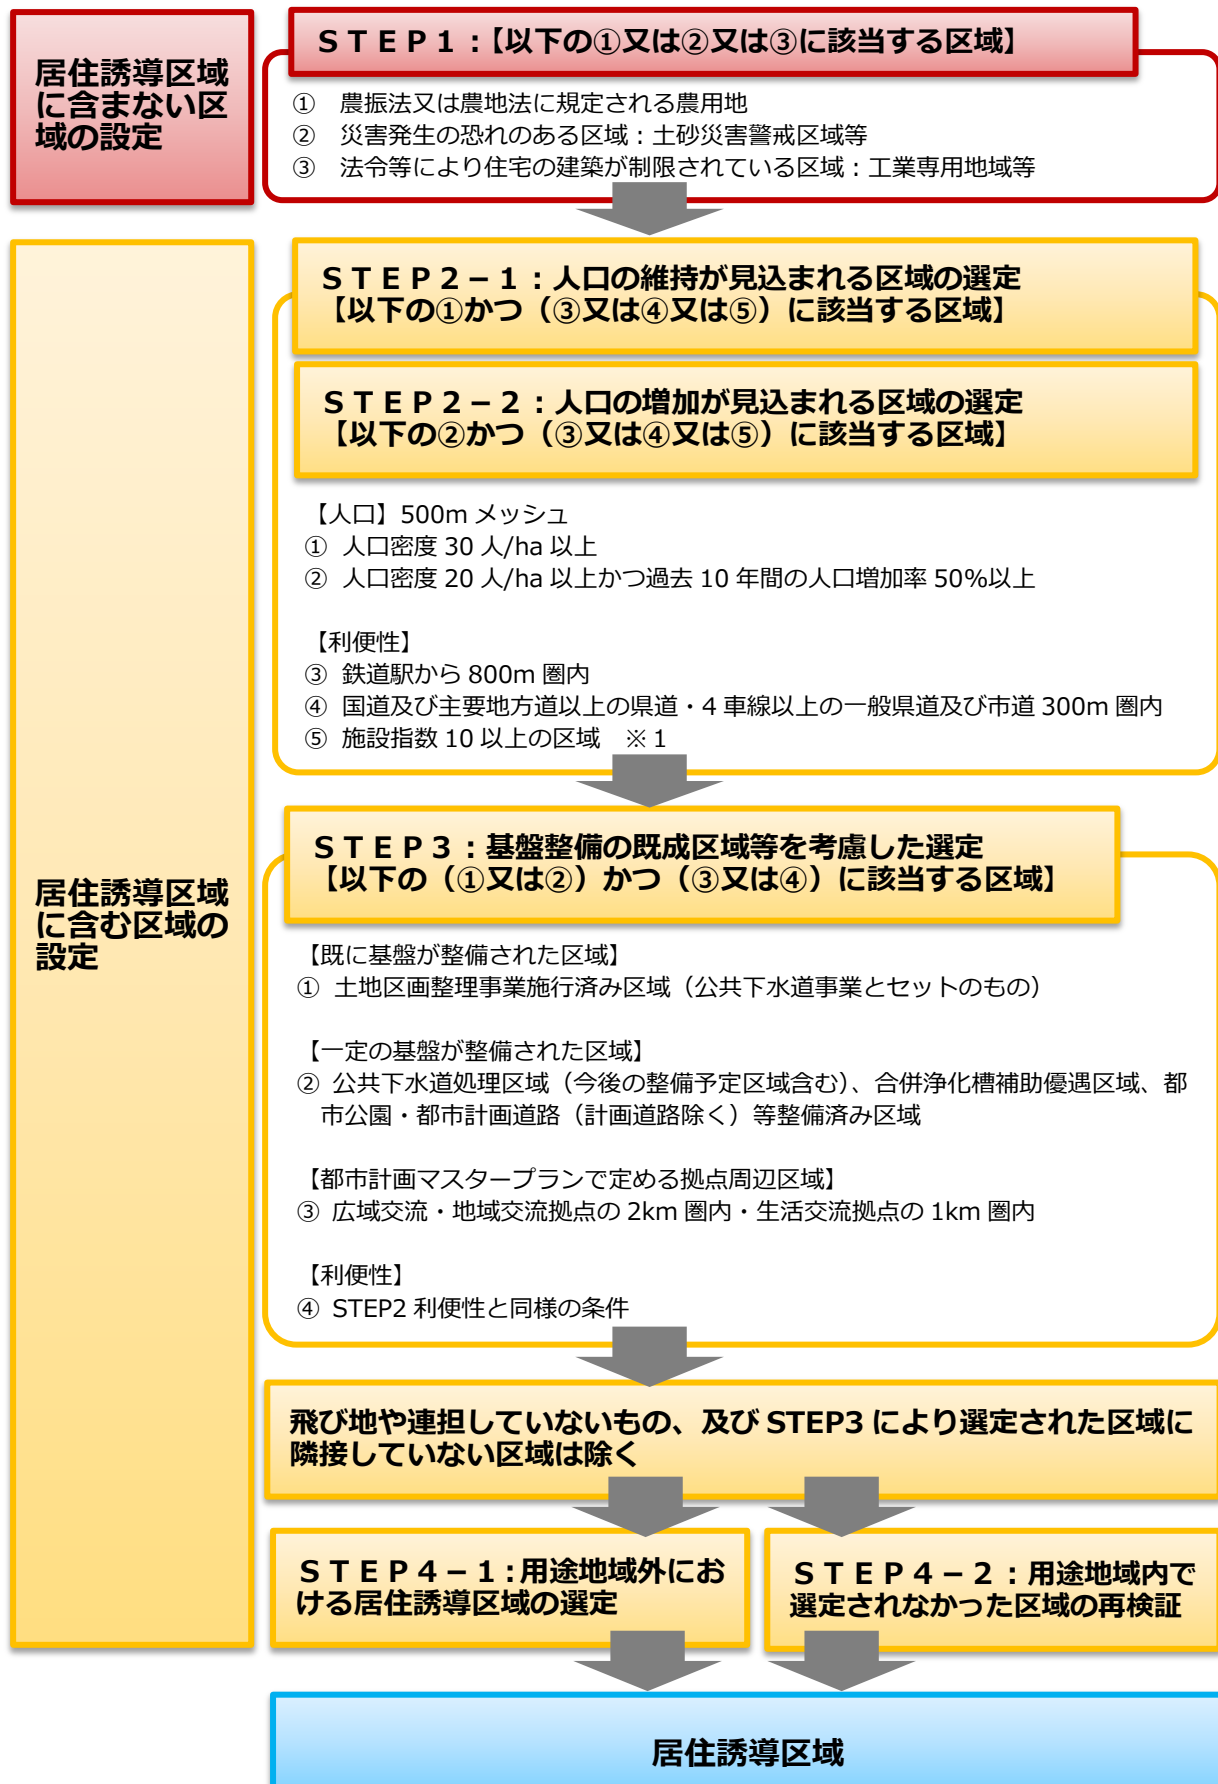 居住誘導区域
に含まない区
域の設定
ＳＴＥＰ１：【以下の①又は②又は③に該当する区域】
① 農振法又は農地法に規定される農用地
② 災害発生の恐れのある区域：土砂災害警戒区域等
③ 法令等により住宅の建築が制限されている区域：工業専用地域等
居住誘導区域
に含む区域の
設定
ＳＴＥＰ２－１：人口の維持が見込まれる区域の選定
【以下の①かつ（③又は④又は⑤）に該当する区域】
ＳＴＥＰ２－２：人口の増加が見込まれる区域の選定
【以下の②かつ（③又は④又は⑤）に該当する区域】
【人口】500m メッシュ
① 人口密度 30 人/ha 以上
② 人口密度 20 人/ha 以上かつ過去 10 年間の人口増加率 50%以上
【利便性】
③ 鉄道駅から 800m 圏内
④ 国道及び主要地方道以上の県道・4 車線以上の一般県道及び市道 300m 圏内
⑤ 施設指数 10 以上の区域　※１
ＳＴＥＰ３：基盤整備の既成区域等を考慮した選定
【以下の（①又は②）かつ（③又は④）に該当する区域】
【既に基盤が整備された区域】
① 土地区画整理事業施行済み区域（公共下水道事業とセットのもの）
【一定の基盤が整備された区域】
② 公共下水道処理区域（今後の整備予定区域含む）、合併浄化槽補助優遇区域、都
市公園・都市計画道路（計画道路除く）等整備済み区域
【都市計画マスタープランで定める拠点周辺区域】
③ 広域交流・地域交流拠点の 2km 圏内・生活交流拠点の 1km 圏内
【利便性】
④ STEP2 利便性と同様の条件
飛び地や連担していないもの、及び STEP3 により選定された区域に
隣接していない区域は除く
ＳＴＥＰ４－１：用途地域外にお
ける居住誘導区域の選定
ＳＴＥＰ４－２：用途地域内で
選定されなかった区域の再検証
居住誘導区域